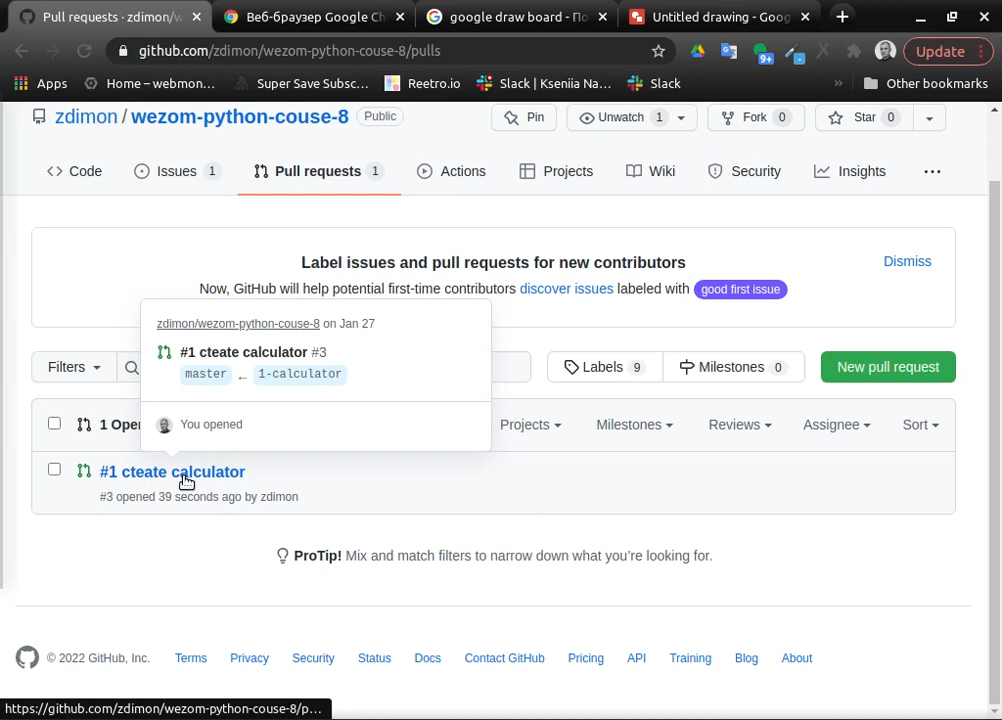 Pull requests · zdimon/w
Веб-браузер Google Ch
google draw board - По
Untitled drawing - Goog
github.com/zdimon/wezom-python-couse-8/pulls
9+
Update
Apps
Home – webmon...
Super Save Subsc...
Reetro.io
Slack | Kseniia Na...
Slack
»
Other bookmarks
zdimon / wezom-python-couse-8 Public
Pin
Unwatch 1
Fork 0
Star 0
<> Code
Issues 1
Pull requests 1
Actions
Projects
Wiki
Security
Insights
Label issues and pull requests for new contributors
Dismiss
Now, GitHub will help potential first-time contributors discover issues labeled with good first issue
zdimon/wezom-python-couse-8 on Jan 27
#1 cteate calculator #3
master ← 1-calculator
You opened
Filters
Labels 9
Milestones 0
New pull request
1 Open
Projects
Milestones
Reviews
Assignee
Sort
#1 cteate calculator
#3 opened 39 seconds ago by zdimon
ProTip! Mix and match filters to narrow down what you're looking for.
© 2022 GitHub, Inc.
Terms
Privacy
Security
Status
Docs
Contact GitHub
Pricing
API
Training
Blog
About
https://github.com/zdimon/wezom-python-couse-8/p...